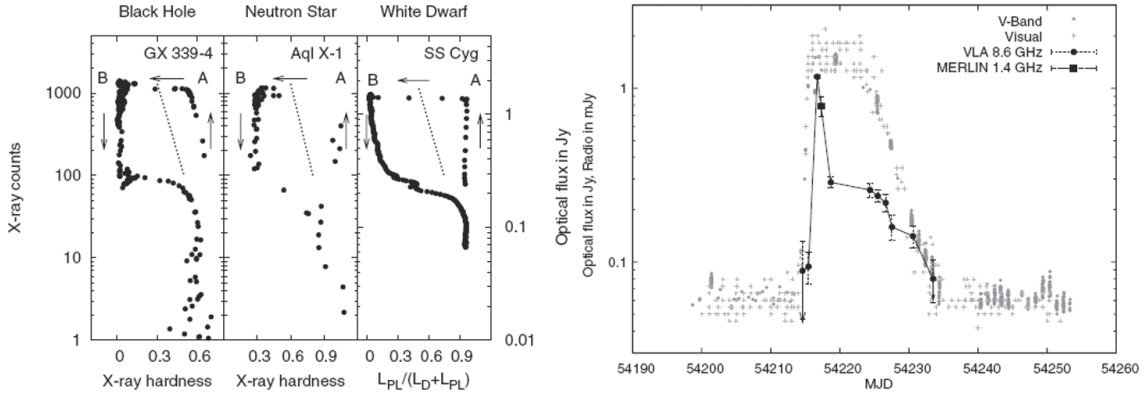 Black Hole
Neutron Star
White Dwarf
GX 339-4
Aql X-1
SS Cyg
B
A
B
A
B
A
1000
100
10
1
X-ray counts
0
0.3
0.6
X-ray hardness
0.3
0.6
0.9
X-ray hardness
0
0.3
0.6
0.9
L_PL/(L_D+L_PL)
1
0.1
0.01
Optical flux in Jy
V-Band
Visual
VLA 8.6 GHz
MERLIN 1.4 GHz
1
0.1
Optical flux in Jy, Radio in mJy
54190
54200
54210
54220
54230
54240
54250
54260
MJD